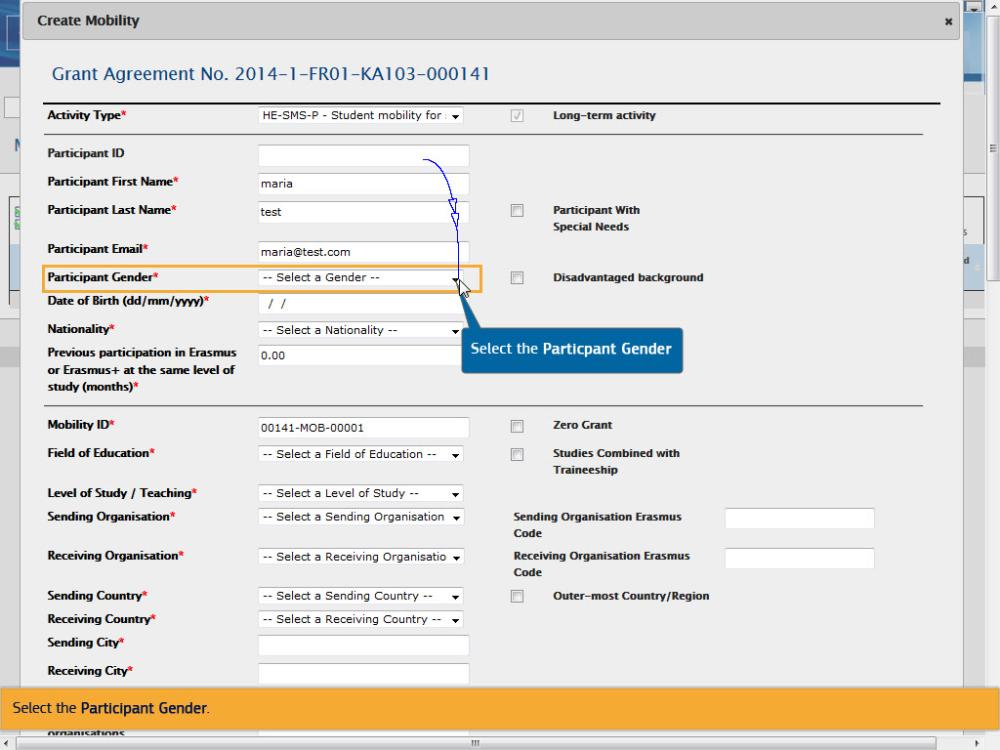 Create Mobility
Grant Agreement No. 2014-1-FR01-KA103-000141
Activity Type* HE-SMS-P - Student mobility for Long-term activity
Participant ID
Participant First Name* maria
Participant Last Name* test Participant With
Special Needs
Participant Email* maria@test.com
Participant Gender* -- Select a Gender -- Disadvantaged background
Date of Birth (dd/mm/yyyy)* / /
Nationality* -- Select a Nationality --
Select the Particpant Gender
Previous participation in Erasmus 0.00
or Erasmus+ at the same level of
study (months)*
Mobility ID* 00141-MOB-00001 Zero Grant
Field of Education* -- Select a Field of Education -- Studies Combined with
Traineeship
Level of Study / Teaching* -- Select a Level of Study --
Sending Organisation* -- Select a Sending Organisation Sending Organisation Erasmus
Code
Receiving Organisation* -- Select a Receiving Organisatio Receiving Organisation Erasmus
Code
Sending Country* -- Select a Sending Country -- Outer-most Country/Region
Receiving Country* -- Select a Receiving Country --
Sending City*
Receiving City*
Select the Participant Gender.
organisations